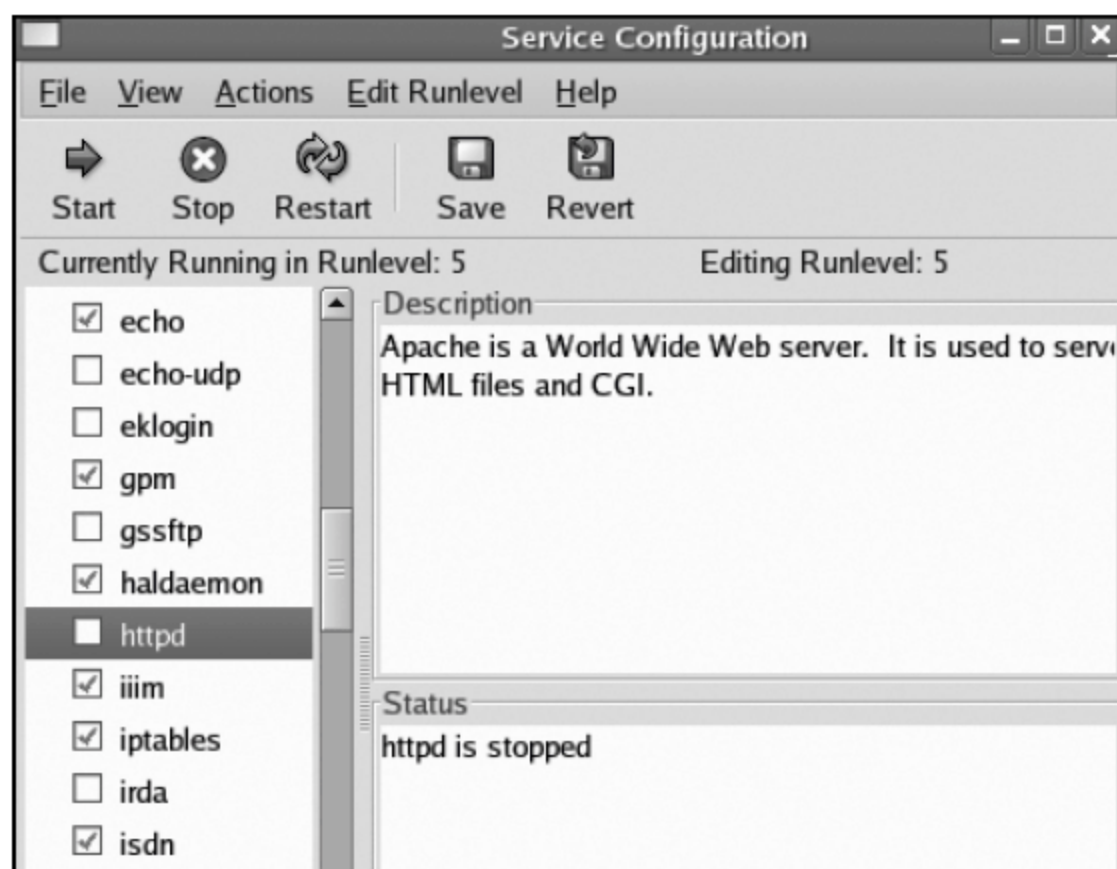 Service Configuration
File View Actions Edit Runlevel Help
Start Stop Restart Save Revert
Currently Running in Runlevel: 5 Editing Runlevel: 5
echo
echo-udp
eklogin
gpm
gssftp
haldaemon
httpd
iiim
iptables
irda
isdn
Description
Apache is a World Wide Web server. It is used to
HTML files and CGI.
Status
httpd is stopped